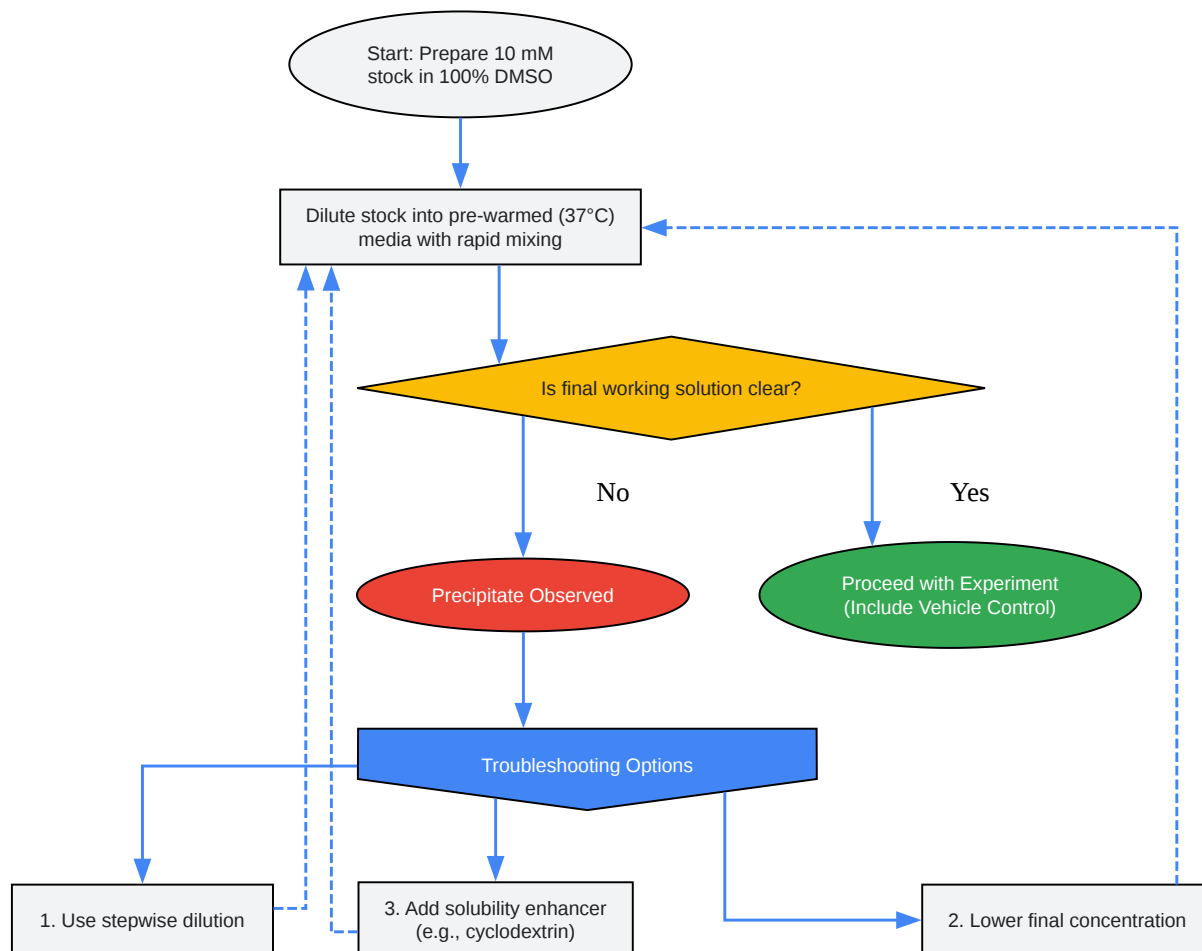 Start: Prepare 10 mM
stock in 100% DMSO
Dilute stock into pre-warmed (37°C)
media with rapid mixing
Is final working solution clear?
No
Yes
Precipitate Observed
Proceed with Experiment
(Include Vehicle Control)
Troubleshooting Options
1. Use stepwise dilution
3. Add solubility enhancer
(e.g., cyclodextrin)
2. Lower final concentration